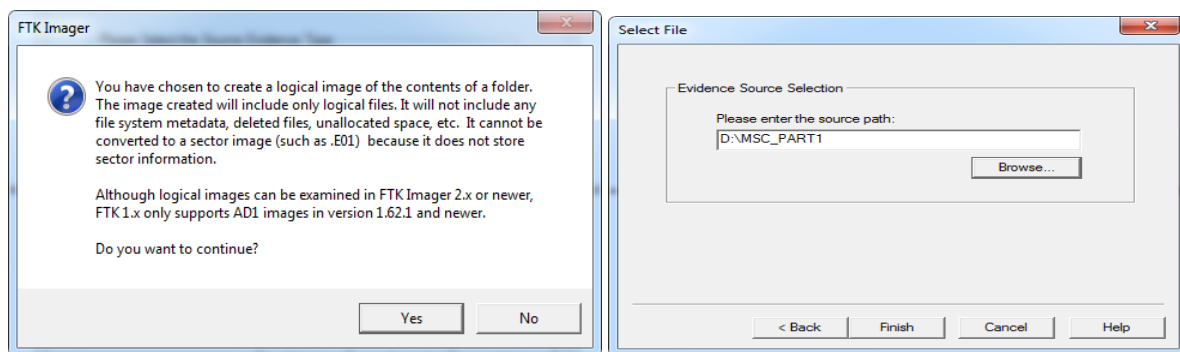 FTK Imager
You have chosen to create a logical image of the contents of a folder.
The image created will include only logical files. It will not include any
file system metadata, deleted files, unallocated space, etc. It cannot be
converted to a sector image (such as .E01) because it does not store
sector information.
Although logical images can be examined in FTK Imager 2.x or newer,
FTK 1.x only supports AD1 images in version 1.62.1 and newer.
Do you want to continue?
Yes
No
Select File
Evidence Source Selection
Please enter the source path:
D:\MSC_PART1
Browse...
< Back
Finish
Cancel
Help